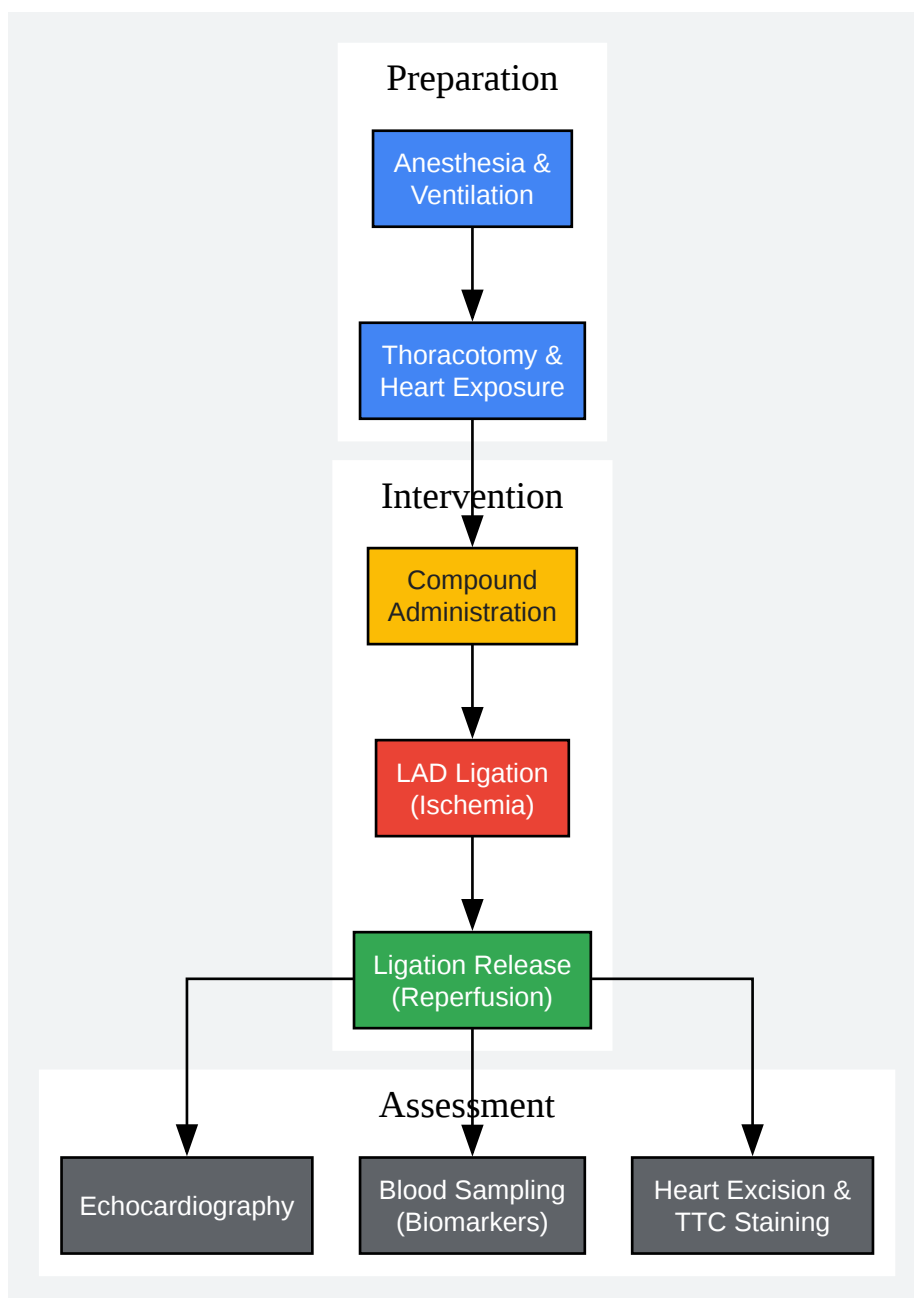 Preparation
Anesthesia &
Ventilation
Thoracotomy &
Heart Exposure
Intervention
Compound
Administration
LAD Ligation
(Ischemia)
Ligation Release
(Reperfusion)
Assessment
Echocardiography
Blood Sampling
(Biomarkers)
Heart Excision &
TTC Staining